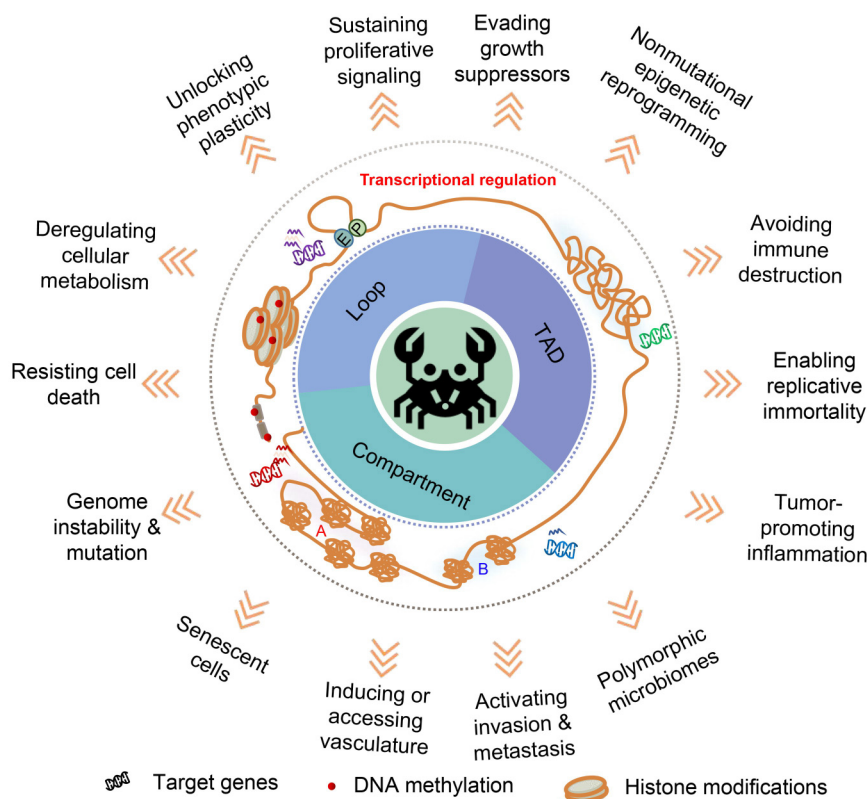 Sustaining
proliferative
signaling
Evading
growth
suppressors
Unlocking
phenotypic
plasticity
Nonmutational
epigenetic
reprogramming
Transcriptional regulation
E
P
Deregulating
cellular
metabolism
Avoiding
immune
destruction
Loop
TAD
Resisting cell
death
Enabling
replicative
immortality
Compartment
Genome
instability &
mutation
A
B
Tumor-
promoting
inflammation
Senescent
cells
Polymorphic
microbiomes
Inducing or
accessing
vasculature
Activating
invasion &
metastasis
Target genes
DNA methylation
Histone modifications